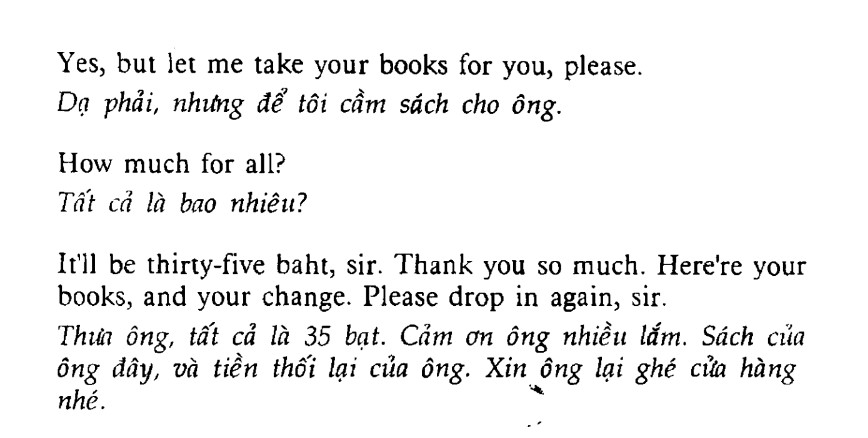 Yes, but let me take your books for you, please.
Dạ phải, nhưng để tôi cầm sách cho ông.
How much for all?
Tất cả là bao nhiêu?
It'll be thirty-five baht, sir. Thank you so much. Here're your
books, and your change. Please drop in again, sir.
Thưa ông, tất cả là 35 bạt. Cảm ơn ông nhiều lắm. Sách của
ông đây, và tiền thối lại của ông. Xin ông lại ghé cửa hàng
nhé.